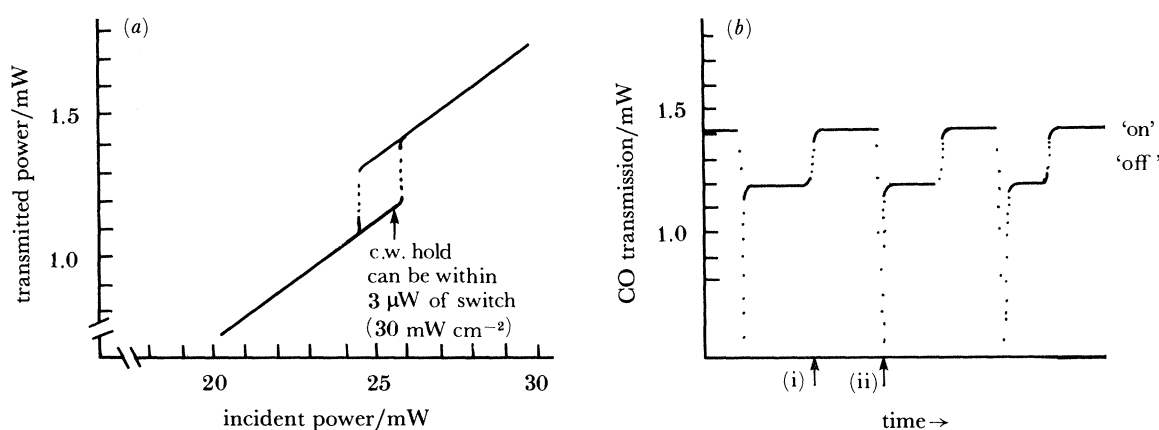 (a)
transmitted power/mW
1.5
1.0
c.w. hold
can be within
3 μW of switch
(30 mW cm⁻²)
20 25 30
incident power/mW
(b)
CO transmission/mW
1.5
1.0
'on'
'off'
(i) (ii)
time→